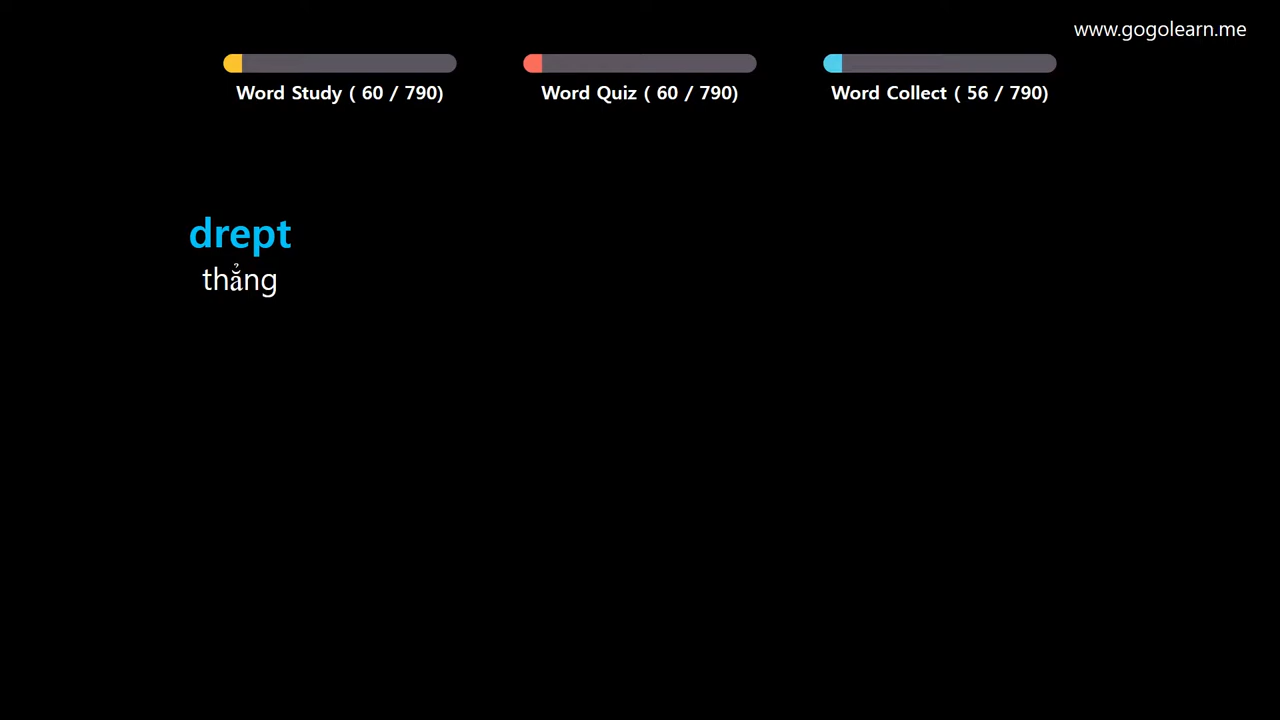 www.gogolearn.me
Word Study ( 60 / 790)
Word Quiz ( 60 / 790)
Word Collect ( 56 / 790)
drept
thẳng